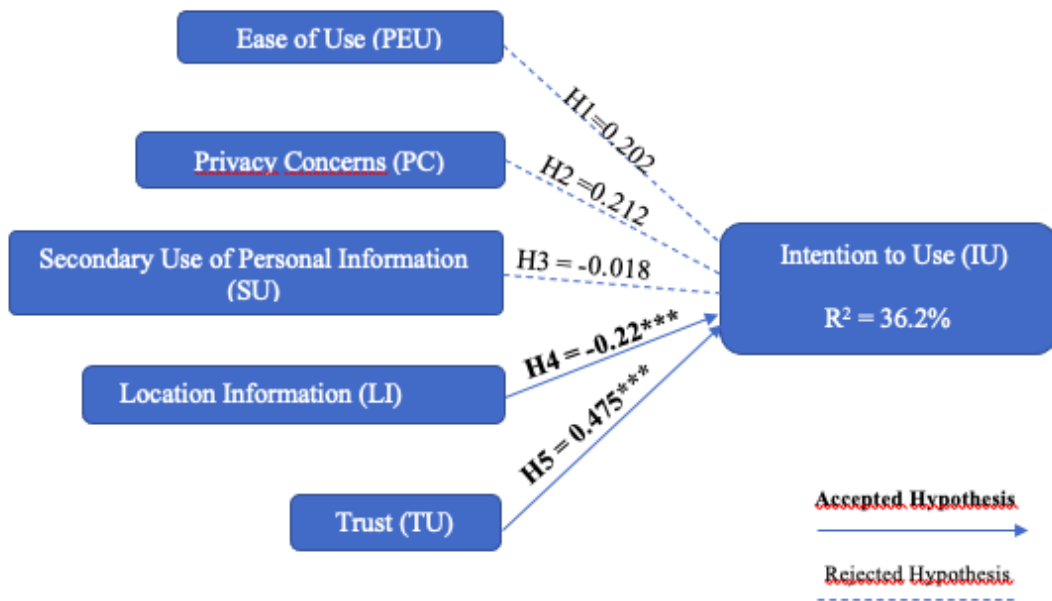 Ease of Use (PEU)
H1=0.202
Privacy Concerns (PC)
H2 =0.212
Secondary Use of Personal Information
(SU)
H3 = -0.018
Intention to Use (IU)
R² = 36.2%
H4 = -0.22***
Location Information (LI)
H5 = 0.475***
Trust (TU)
Accepted Hypothesis
Rejected Hypothesis